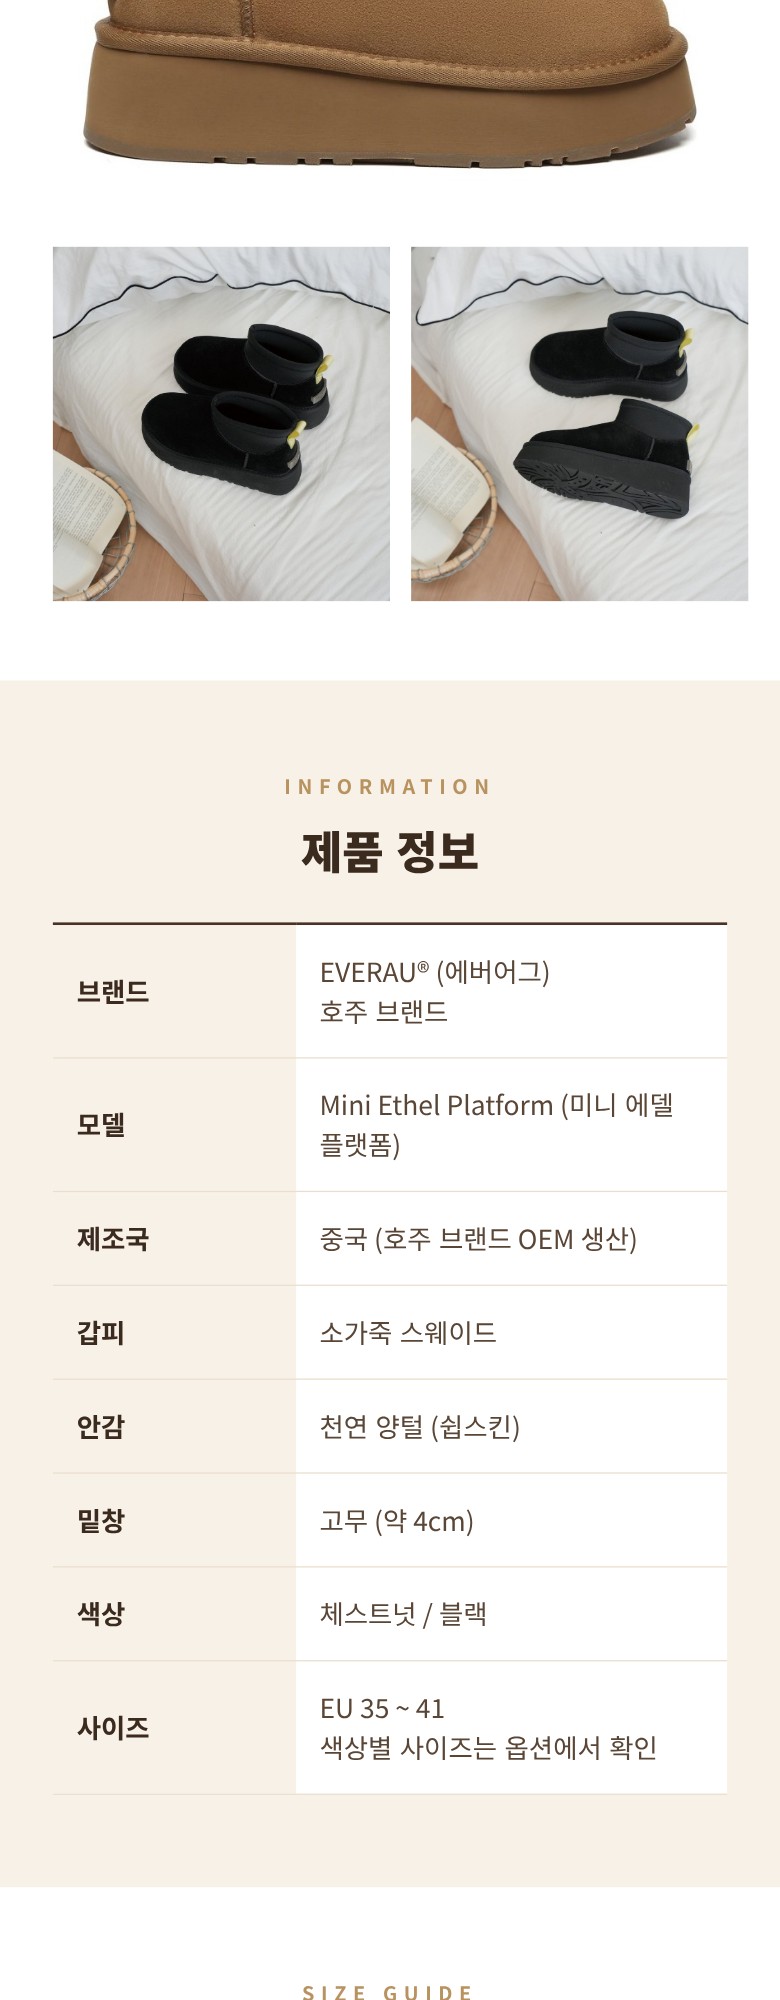 INFORMATION
제품 정보
브랜드
EVERAU® (에버어그)
호주 브랜드
모델
Mini Ethel Platform (미니 에델
플랫폼)
제조국
중국 (호주 브랜드 OEM 생산)
갑피
소가죽 스웨이드
안감
천연 양털 (쉽스킨)
밑창
고무 (약 4cm)
색상
체스트넛 / 블랙
사이즈
EU 35 ~ 41
색상별 사이즈는 옵션에서 확인
SIZE GUIDE